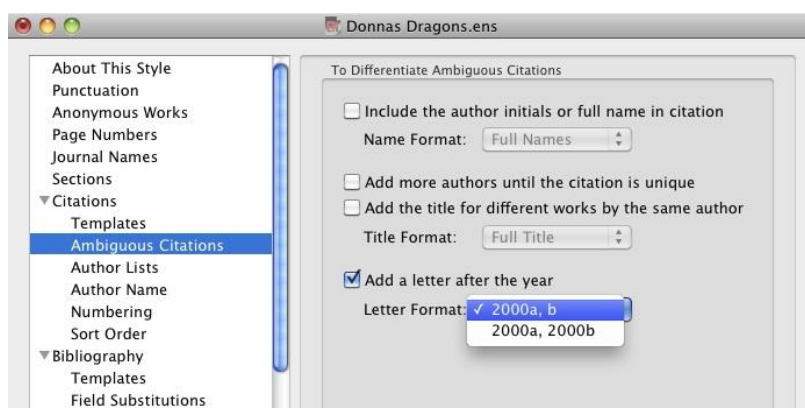 Donnas Dragons.ens
About This Style
Punctuation
Anonymous Works
Page Numbers
Journal Names
Sections
Citations
Templates
Ambiguous Citations
Author Lists
Author Name
Numbering
Sort Order
Bibliography
Templates
Field Substitutions
To Differentiate Ambiguous Citations
Include the author initials or full name in citation
Name Format: Full Names
Add more authors until the citation is unique
Add the title for different works by the same author
Title Format: Full Title
Add a letter after the year
Letter Format: ✓ 2000a, b
2000a, 2000b